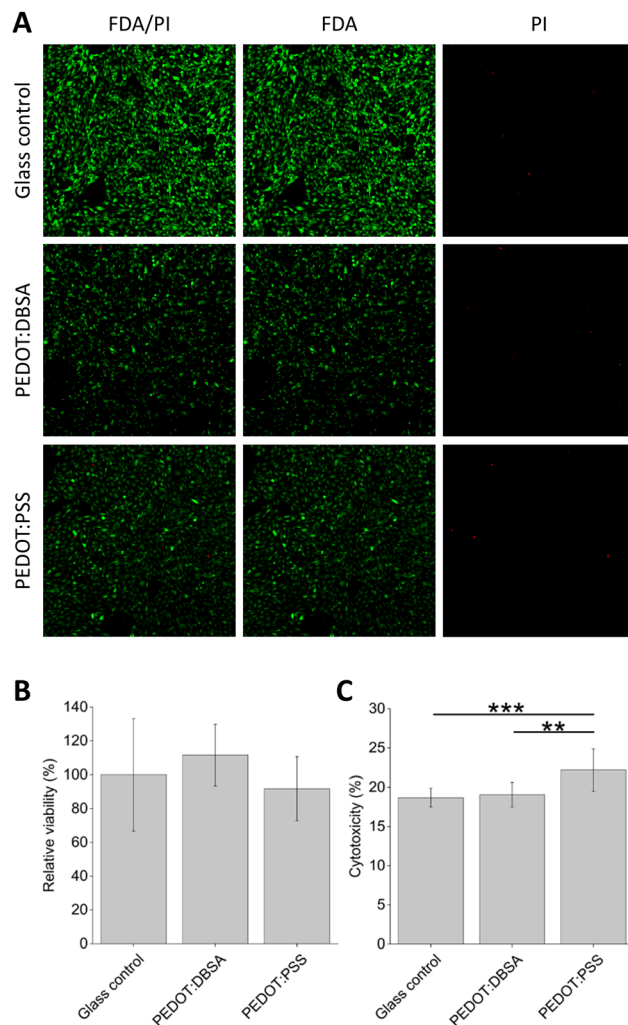 A
FDA/PI FDA PI
Glass control
PEDOT:DBSA
PEDOT:PSS
B
140
120
100
80
60
40
20
0
Relative viability (%)
Glass control PEDOT:DBSA PEDOT:PSS
C
30
25
20
15
10
5
0
Cytotoxicity (%)
***
**
Glass control PEDOT:DBSA PEDOT:PSS